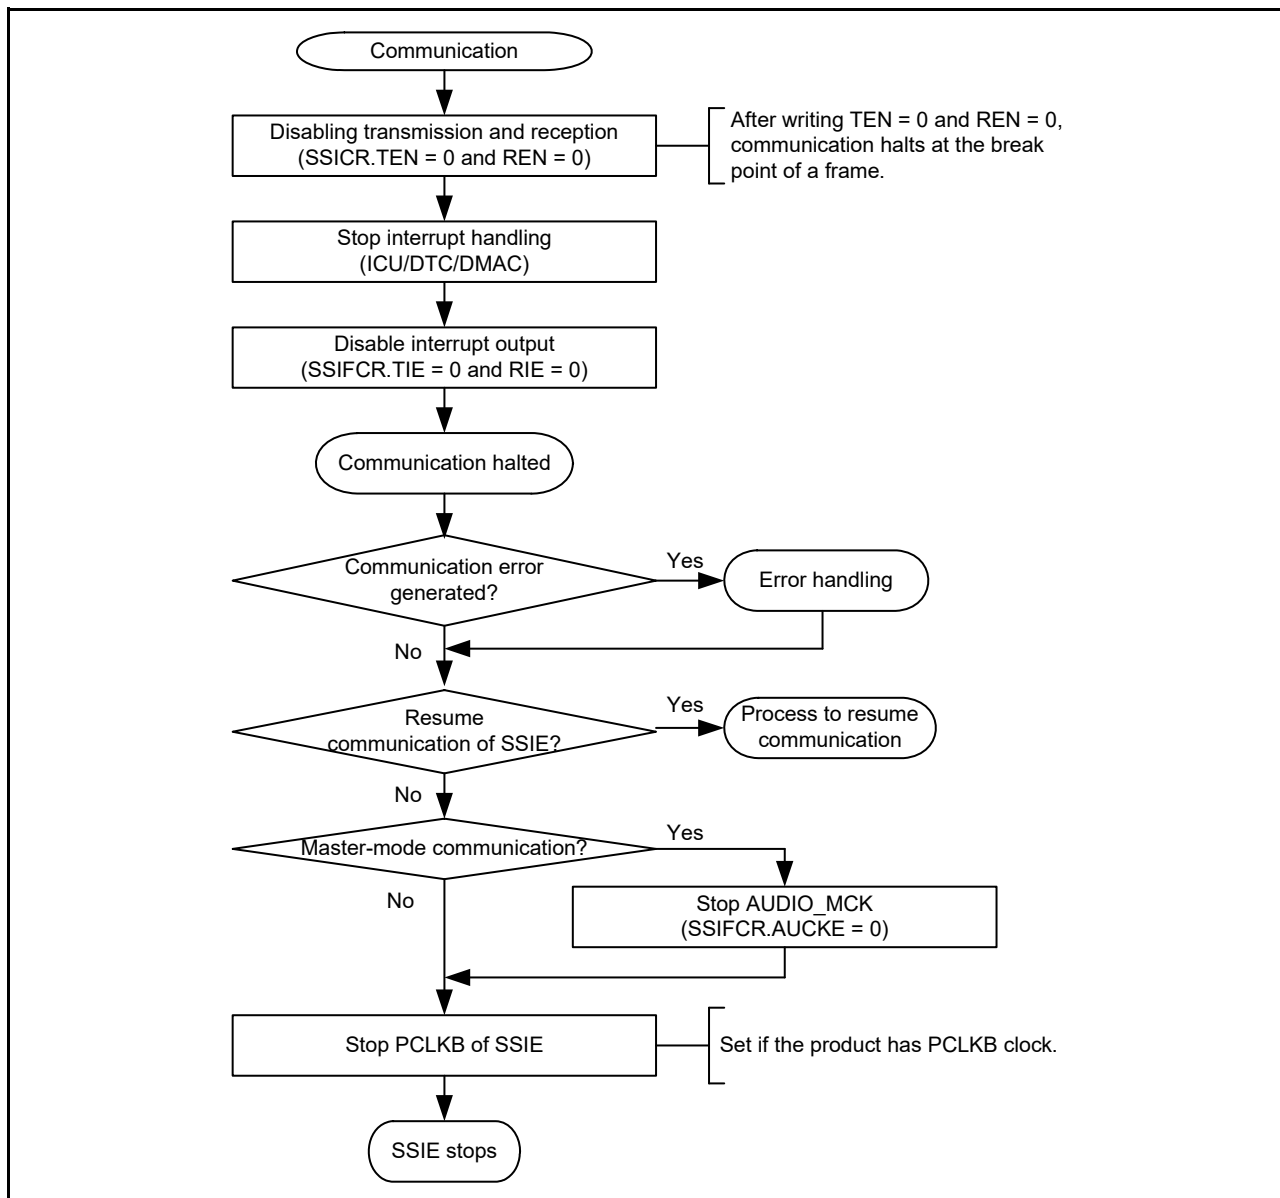 Communication
Disabling transmission and reception
(SSICR.TEN = 0 and REN = 0)
After writing TEN = 0 and REN = 0,
communication halts at the break
point of a frame.
Stop interrupt handling
(ICU/DTC/DMAC)
Disable interrupt output
(SSIFCR.TIE = 0 and RIE = 0)
Communication halted
Communication error
generated?
Yes
Error handling
No
Resume
communication of SSIE?
Yes
Process to resume
communication
No
Master-mode communication?
Yes
No
Stop AUDIO_MCK
(SSIFCR.AUCKE = 0)
Stop PCLKB of SSIE
Set if the product has PCLKB clock.
SSIE stops